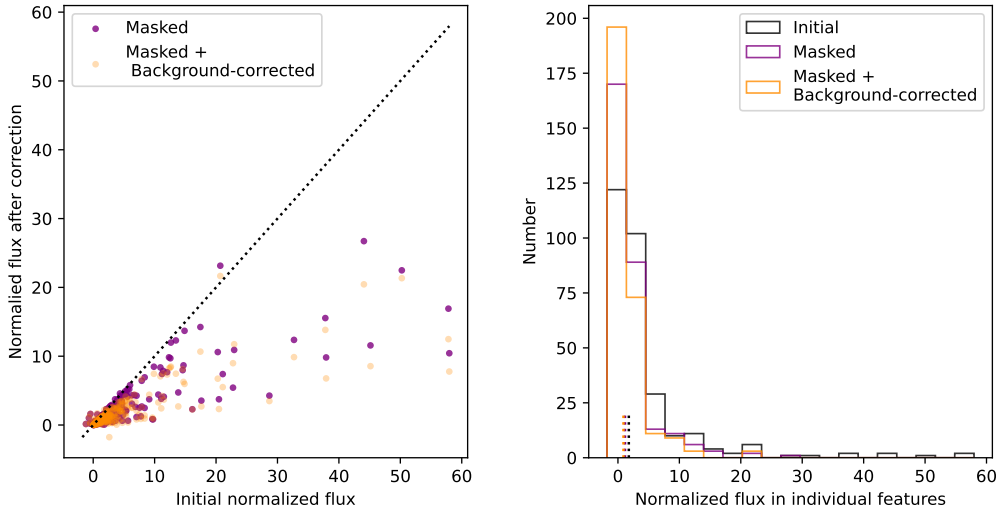 60
50
40
30
20
10
0
0
10
20
30
40
50
60
Normalied flux after correction
Initial normalized flux
Masked
Masked +
Background-corrected
200
175
150
125
100
75
50
25
0
0
10
20
30
40
50
60
Number
Normalized flux in individual features
Initial
Masked
Masked +
Background-corrected